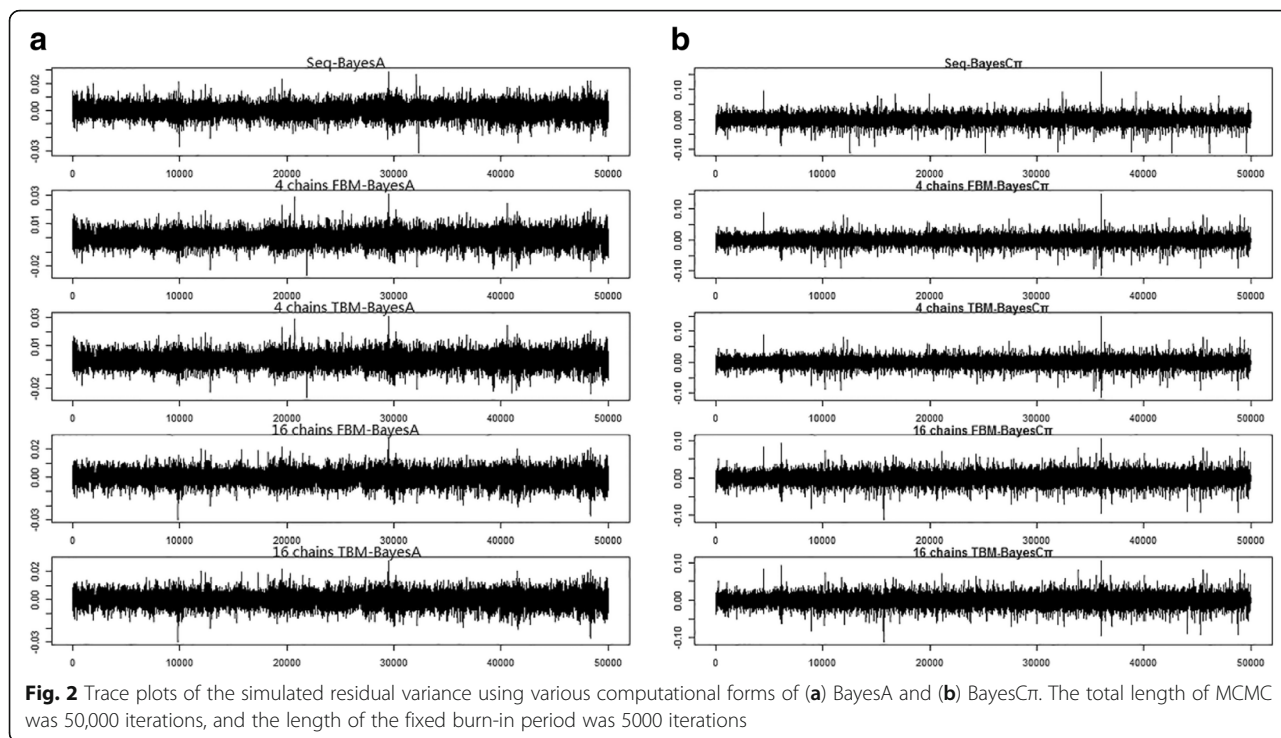 a
Seq-BayesA
0.02
0.00
-0.03
0 10000 20000 30000 40000 50000
4 chains FBM-BayesA
0.03
0.01
-0.02
0 10000 20000 30000 40000 50000
4 chains TBM-BayesA
0.03
0.01
-0.02
0 10000 20000 30000 40000 50000
16 chains FBM-BayesA
0.02
0.00
-0.03
0 10000 20000 30000 40000 50000
16 chains TBM-BayesA
0.02
0.00
-0.03
0 10000 20000 30000 40000 50000
b
Seq-BayesCπ
0.10
0.00
-0.10
0 10000 20000 30000 40000 50000
4 chains FBM-BayesCπ
0.10
0.00
-0.10
0 10000 20000 30000 40000 50000
4 chains TBM-BayesCπ
0.10
0.00
-0.10
0 10000 20000 30000 40000 50000
16 chains FBM-BayesCπ
0.10
0.00
-0.10
0 10000 20000 30000 40000 50000
16 chains TBM-BayesCπ
0.10
0.00
-0.10
0 10000 20000 30000 40000 50000
Fig. 2 Trace plots of the simulated residual variance using various computational forms of (a) BayesA and (b) BayesCπ. The total length of MCMC
was 50,000 iterations, and the length of the fixed burn-in period was 5000 iterations